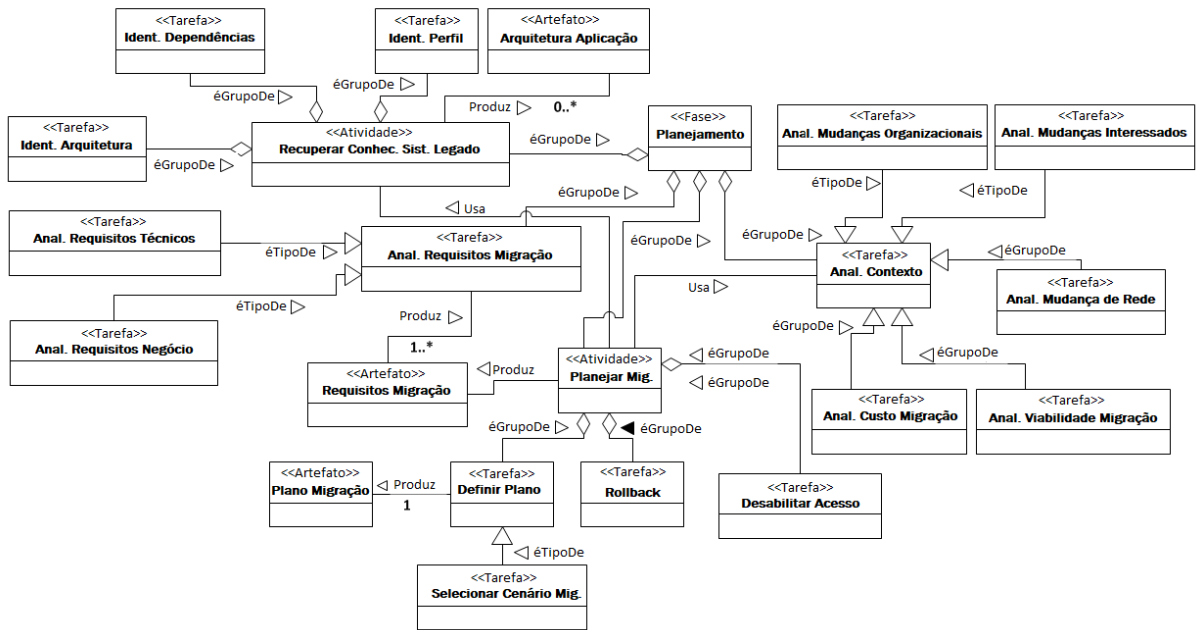 <<Tarefa>>
Ident. Dependências
<<Tarefa>>
Ident. Perfil
<<Artefato>>
Arquitetura Aplicação
éGrupoDe
éGrupoDe
Produz
0..*
<<Tarefa>>
Ident. Arquitetura
éGrupoDe
<<Atividade>>
Recuperar Conhec. Sist. Legado
éGrupoDe
<<Fase>>
Planejamento
<<Tarefa>>
Anal. Mudanças Organizacionais
<<Tarefa>>
Anal. Mudanças Interessados
éTipoDe
éTipoDe
éGrupoDe
Usa
<<Tarefa>>
Anal. Requisitos Técnicos
éTipoDe
<<Tarefa>>
Anal. Requisitos Migração
éGrupoDe
éGrupoDe
<<Tarefa>>
Anal. Contexto
éGrupoDe
<<Tarefa>>
Anal. Mudança de Rede
Usa
éTipoDe
<<Tarefa>>
Anal. Requisitos Negócio
Produz
1..*
éGrupoDe
<<Artefato>>
Requisitos Migração
Produz
<<Atividade>>
Planejar Mig.
éGrupoDe
éGrupoDe
éGrupoDe
<<Tarefa>>
Anal. Custo Migração
<<Tarefa>>
Anal. Viabilidade Migração
éGrupoDe
éGrupoDe
<<Artefato>>
Plano Migração
Produz
1
<<Tarefa>>
Definir Plano
<<Tarefa>>
Rollback
<<Tarefa>>
Desabilitar Acesso
éTipoDe
<<Tarefa>>
Selecionar Cenário Mig.